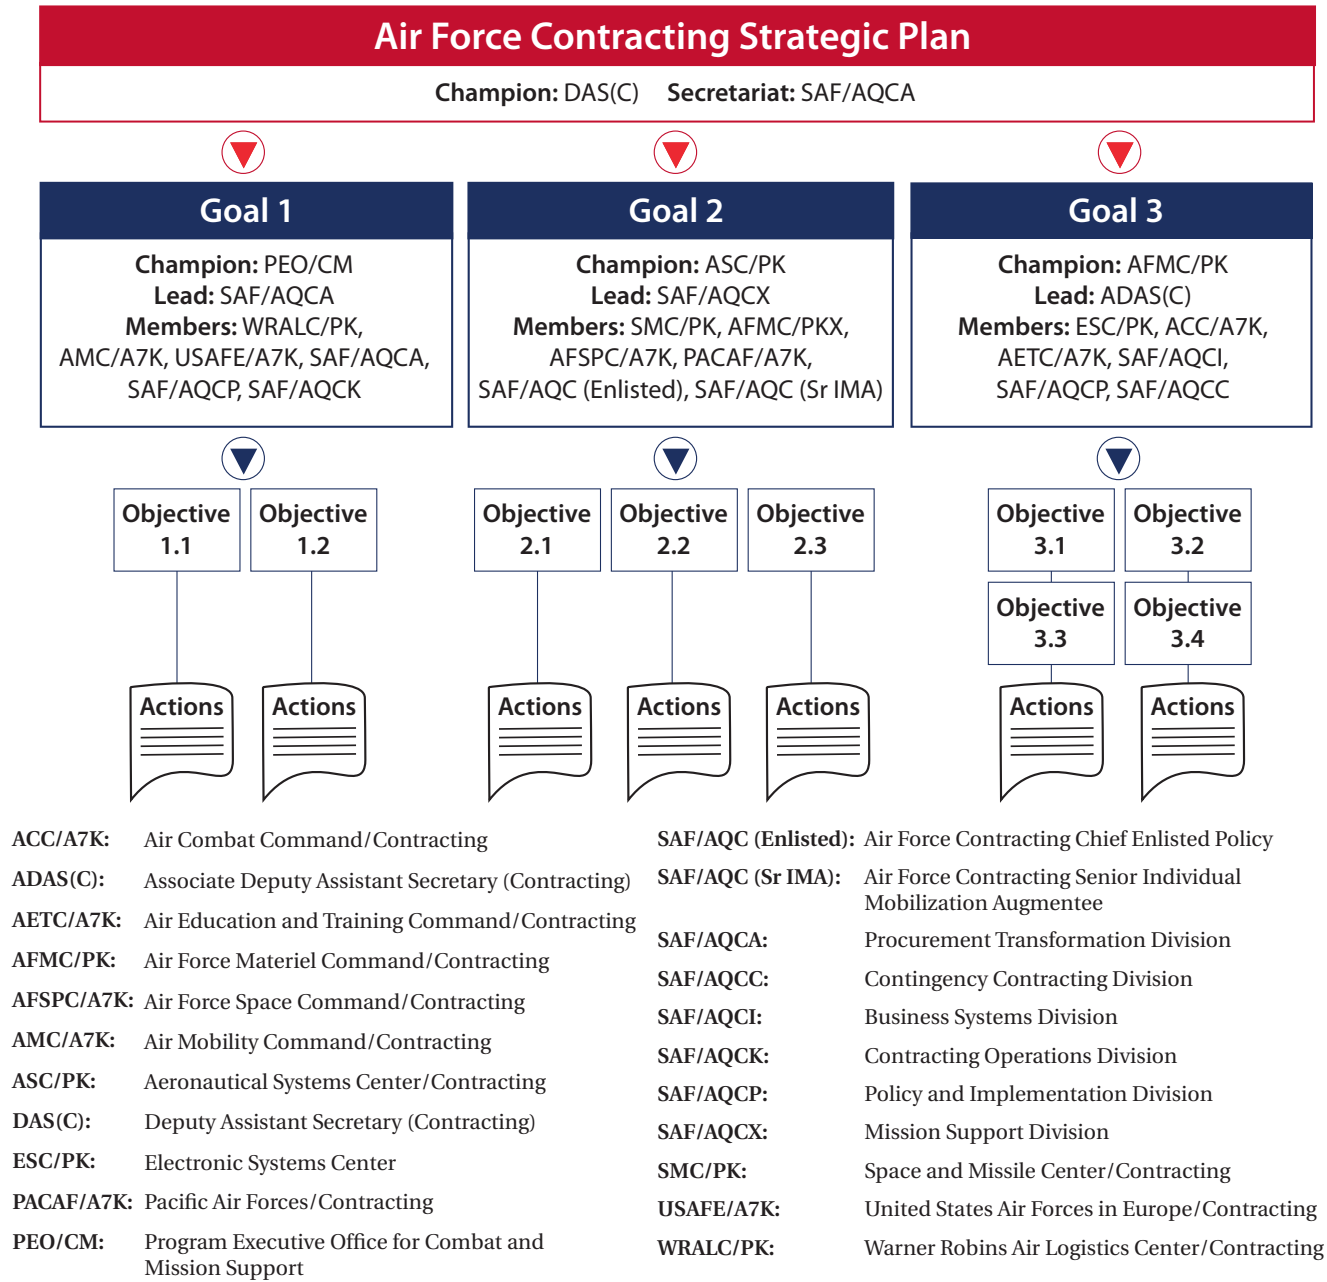 Air Force Contracting Strategic Plan
Champion: DAS(C) Secretariat: SAF/AQCA
Goal 1
Champion: PEO/CM
Lead: SAF/AQCA
Members: WRALC/PK,
AMC/A7K, USAFE/A7K, SAF/AQCA,
SAF/AQCP, SAF/AQCK
Goal 2
Champion: ASC/PK
Lead: SAF/AQCX
Members: SMC/PK, AFMC/PKX,
AFSPC/A7K, PACAF/A7K,
SAF/AQC (Enlisted), SAF/AQC (Sr IMA)
Goal 3
Champion: AFMC/PK
Lead: ADAS(C)
Members: ESC/PK, ACC/A7K,
AETC/A7K, SAF/AQCI,
SAF/AQCP, SAF/AQCC
Objective
1.1
Objective
1.2
Objective
2.1
Objective
2.2
Objective
2.3
Objective
3.1
Objective
3.2
Objective
3.3
Objective
3.4
Actions
Actions
Actions
Actions
Actions
Actions
Actions
ACC/A7K: Air Combat Command/Contracting
ADAS(C): Associate Deputy Assistant Secretary (Contracting)
AETC/A7K: Air Education and Training Command/Contracting
AFMC/PK: Air Force Materiel Command/Contracting
AFSPC/A7K: Air Force Space Command/Contracting
AMC/A7K: Air Mobility Command/Contracting
ASC/PK: Aeronautical Systems Center/Contracting
DAS(C): Deputy Assistant Secretary (Contracting)
ESC/PK: Electronic Systems Center
PACAF/A7K: Pacific Air Forces/Contracting
PEO/CM: Program Executive Office for Combat and
Mission Support
SAF/AQC (Enlisted): Air Force Contracting Chief Enlisted Policy
SAF/AQC (Sr IMA): Air Force Contracting Senior Individual
Mobilization Augmentee
SAF/AQCA: Procurement Transformation Division
SAF/AQCC: Contingency Contracting Division
SAF/AQCI: Business Systems Division
SAF/AQCK: Contracting Operations Division
SAF/AQCP: Policy and Implementation Division
SAF/AQCX: Mission Support Division
SMC/PK: Space and Missile Center/Contracting
USAFE/A7K: United States Air Forces in Europe/Contracting
WRALC/PK: Warner Robins Air Logistics Center/Contracting